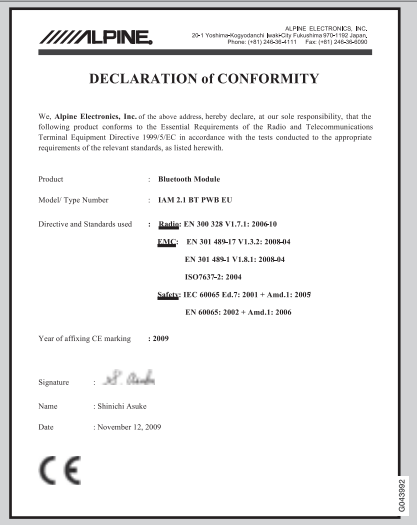 ALPINE.
ALPINE ELECTRONICS, INC.
20-1 Yoshima-Kogyodanchi Iwaki-City Fukushima 970-1192 Japan,
Phone: (+81) 246-36-4111 Fax: (+81) 246-36-6090
DECLARATION of CONFORMITY
We, Alpine Electronics, Inc. of the above address, hereby declare, at our sole responsibility, that the
following product conforms to the Essential Requirements of the Radio and Telecommunications
Terminal Equipment Directive 1999/5/EC in accordance with the tests conducted to the appropriate
requirements of the relevant standards, as listed herewith.
Product : Bluetooth Module
Model/ Type Number : IAM 2.1 BT PWB EU
Directive and Standards used : Radio: EN 300 328 V1.7.1: 2006-10
EMC: EN 301 489-17 V1.3.2: 2008-04
EN 301 489-1 V1.8.1: 2008-04
ISO7637-2: 2004
Safety: IEC 60065 Ed.7: 2001 + Amd.1: 2005
EN 60065: 2002 + Amd.1: 2006
Year of affixing CE marking : 2009
Signature : S. Asuke
Name : Shinichi Asuke
Date : November 12, 2009
CE
G043992